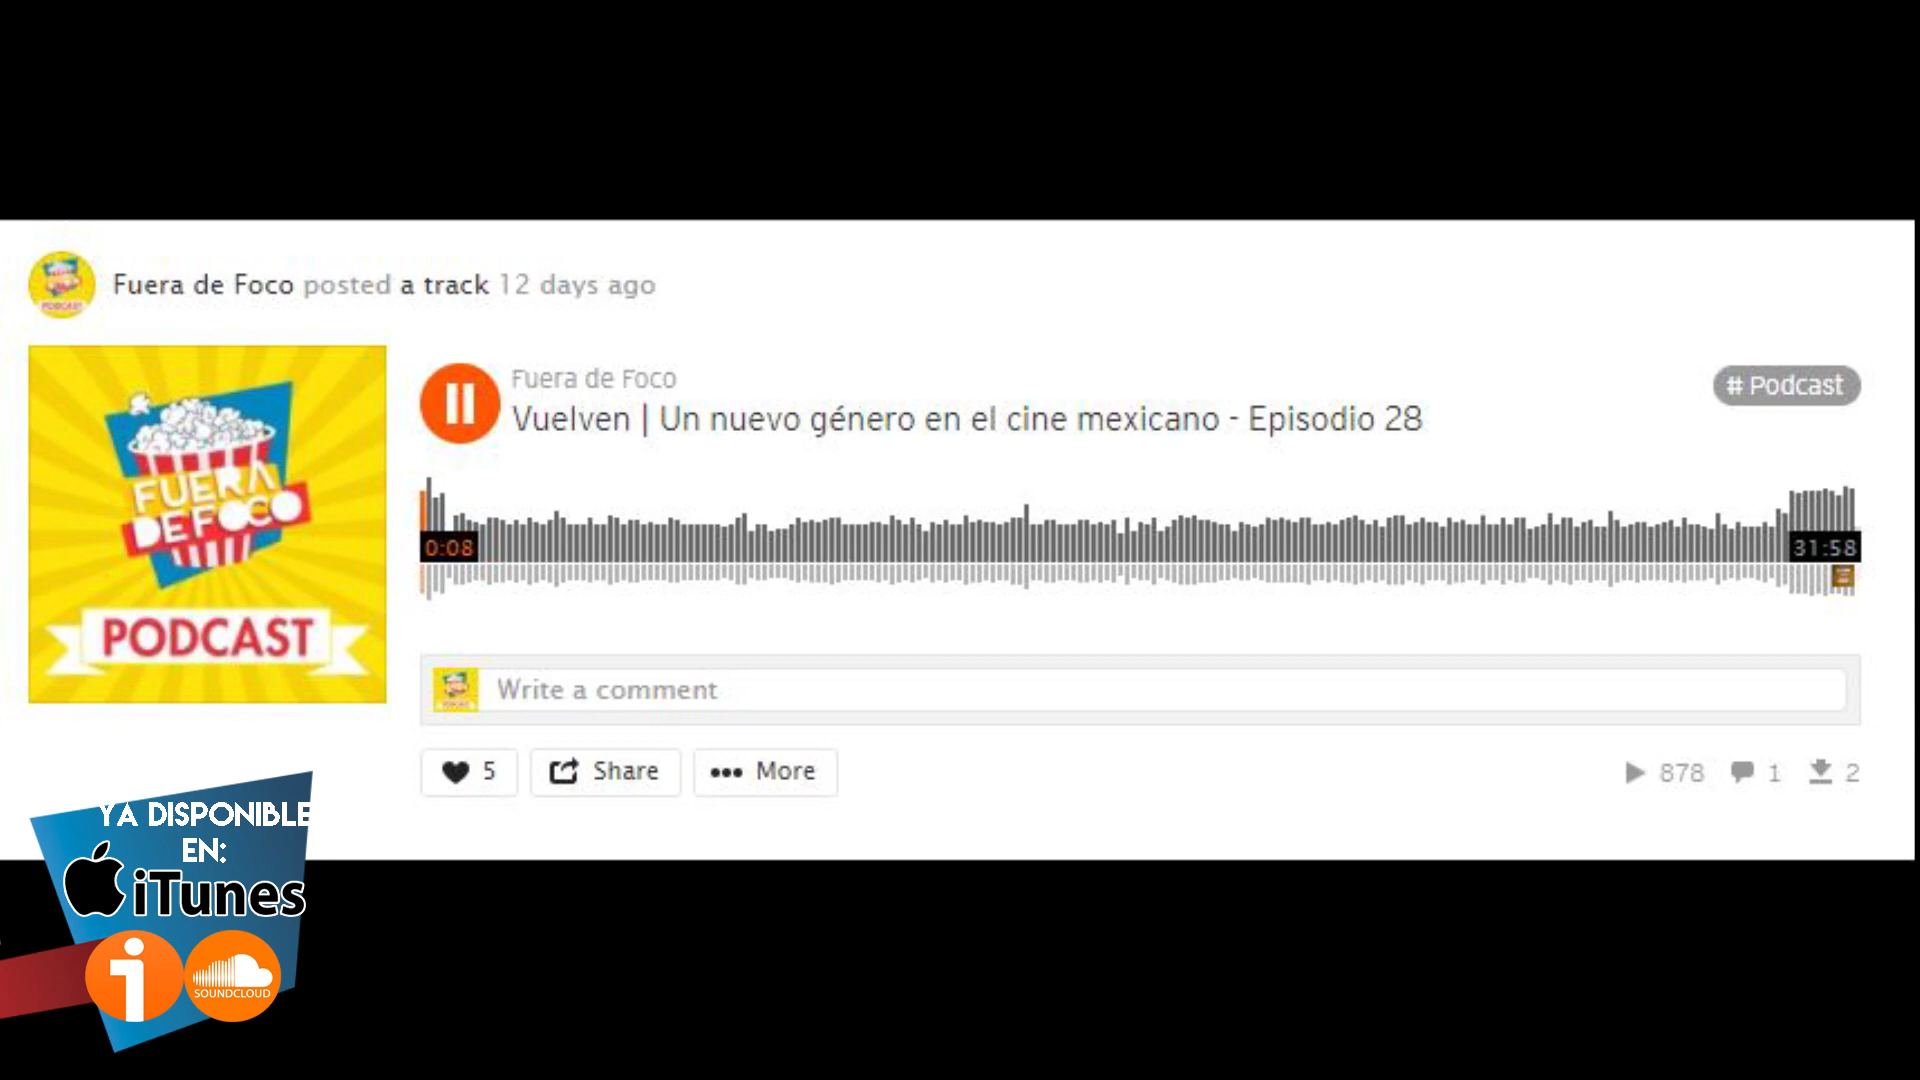 Fuera de Foco posted a track 12 days ago
PODCAST
FUERA
DE FOCO
PODCAST
Fuera de Foco
Vuelven | Un nuevo género en el cine mexicano - Episodio 28
# Podcast
0:08
31:58
Write a comment
5
Share
More
878
1
2
YA DISPONIBLE
EN:
iTunes
SOUNDCLOUD